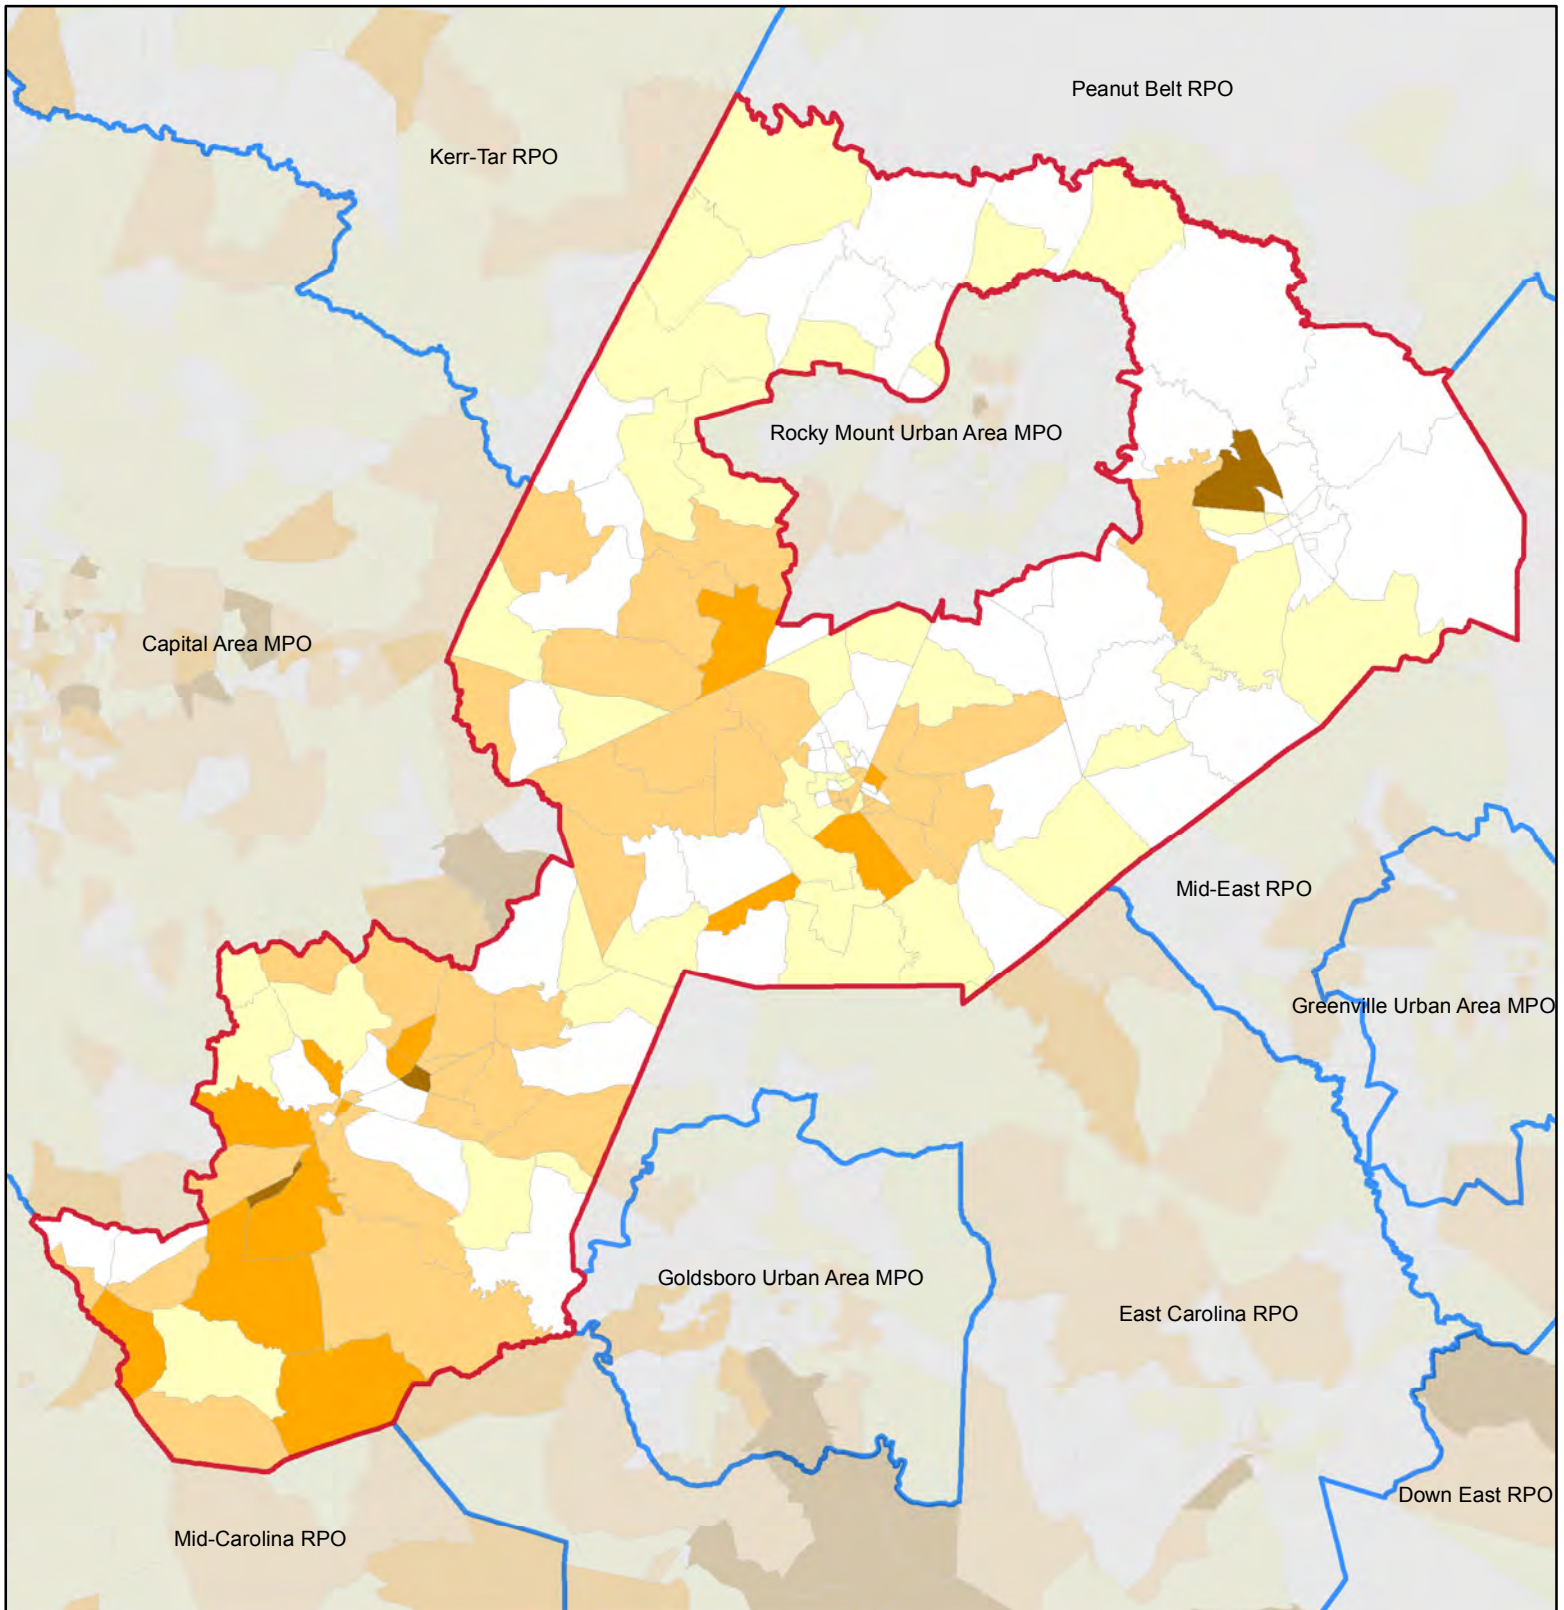 Peanut Belt RPO
Kerr-Tar RPO
Rocky Mount Urban Area MPO
Capital Area MPO
Mid-East RPO
Greenville Urban Area MPO
Goldsboro Urban Area MPO
East Carolina RPO
Down East RPO
Mid-Carolina RPO